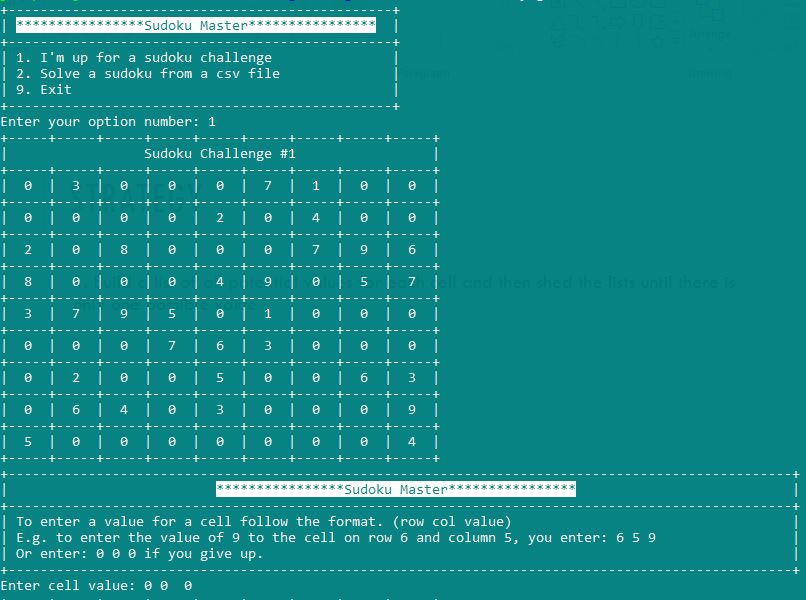 ****************Sudoku Master****************
1. I'm up for a sudoku challenge
2. Solve a sudoku from a csv file
9. Exit
Enter your option number: 1
Sudoku Challenge #1
0 | 3 | 0 | 0 | 0 | 7 | 1 | 0 | 0
0 | 0 | 0 | 0 | 2 | 0 | 4 | 0 | 0
2 | 0 | 8 | 0 | 0 | 0 | 7 | 9 | 6
8 | 0 | 0 | 0 | 4 | 9 | 0 | 5 | 7
3 | 7 | 9 | 5 | 0 | 1 | 0 | 0 | 0
0 | 0 | 0 | 7 | 6 | 3 | 0 | 0 | 0
0 | 2 | 0 | 0 | 5 | 0 | 0 | 6 | 3
0 | 6 | 4 | 0 | 3 | 0 | 0 | 0 | 9
5 | 0 | 0 | 0 | 0 | 0 | 0 | 0 | 4
****************Sudoku Master****************
To enter a value for a cell follow the format. (row col value)
E.g. to enter the value of 9 to the cell on row 6 and column 5, you enter: 6 5 9
Or enter: 0 0 0 if you give up.
Enter cell value: 0 0  0